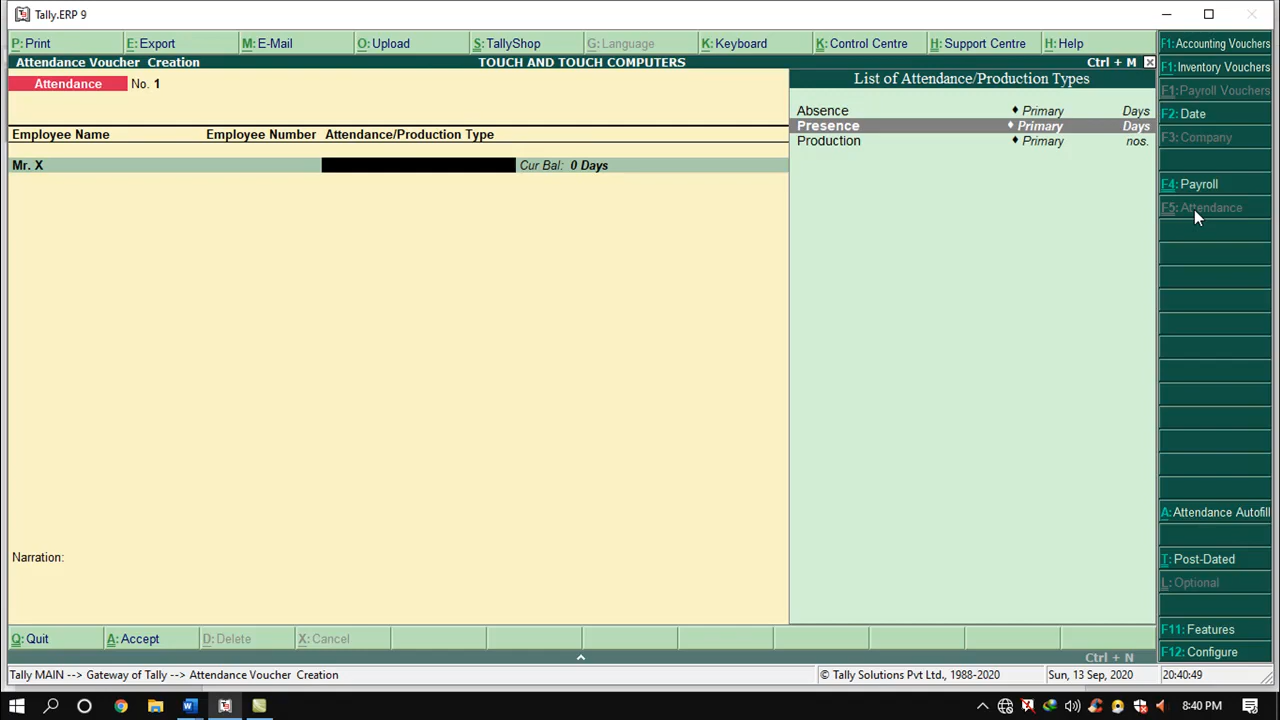 Tally.ERP 9
P: Print E: Export M: E-Mail O: Upload S: TallyShop G: Language K: Keyboard K: Control Centre H: Support Centre H: Help
Attendance Voucher Creation TOUCH AND TOUCH COMPUTERS Ctrl + M
Attendance No. 1
Employee Name Employee Number Attendance/Production Type
Mr. X Cur Bal: 0 Days
Narration:
List of Attendance/Production Types
Absence ♦ Primary Days
Presence ♦ Primary Days
Production ♦ Primary nos.
F1: Accounting Vouchers
F1: Inventory Vouchers
F1: Payroll Vouchers
F2: Date
F3: Company
F4: Payroll
F5: Attendance
A: Attendance Autofill
T: Post-Dated
L: Optional
F11: Features
F12: Configure
Q: Quit A: Accept D: Delete X: Cancel
Ctrl + N
Tally MAIN --> Gateway of Tally --> Attendance Voucher Creation © Tally Solutions Pvt Ltd., 1988-2020 Sun, 13 Sep, 2020 20:40:49
8:40 PM